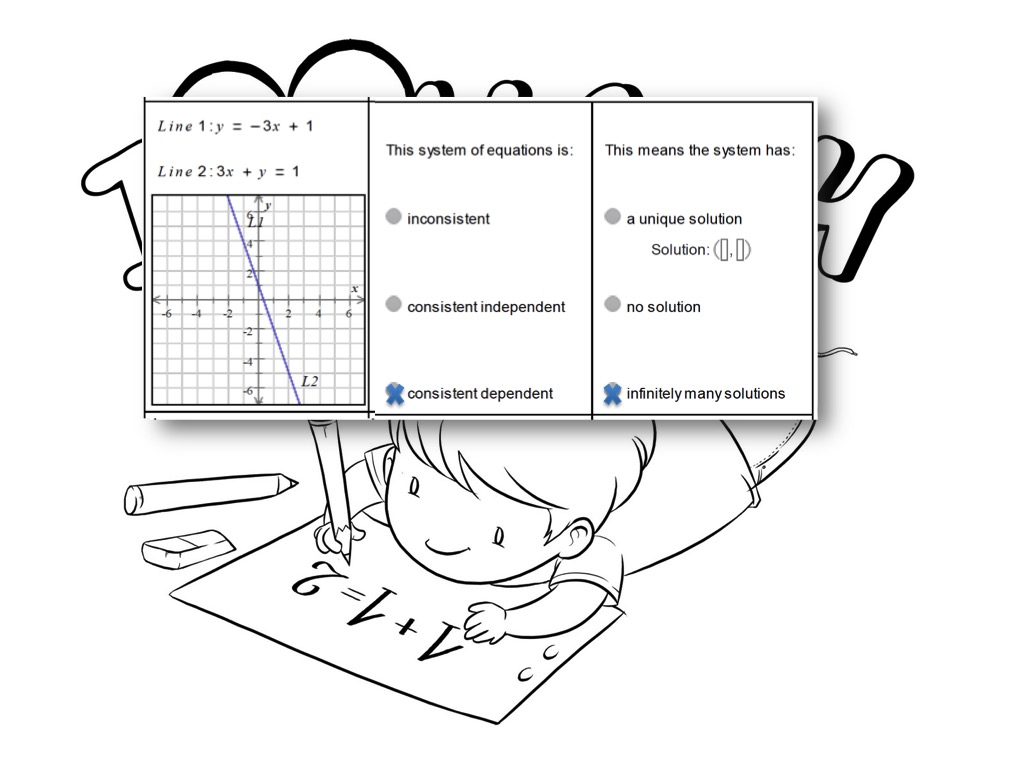 Line 1: y = −3x + 1
Line 2: 3x + y = 1
y
6
L1
4
2
x
-6 -4 -2 2 4 6
-2
-4
L2
-6
This system of equations is:
inconsistent
consistent independent
consistent dependent
This means the system has:
a unique solution
Solution: (▯, ▯)
no solution
infinitely many solutions
1+1=2